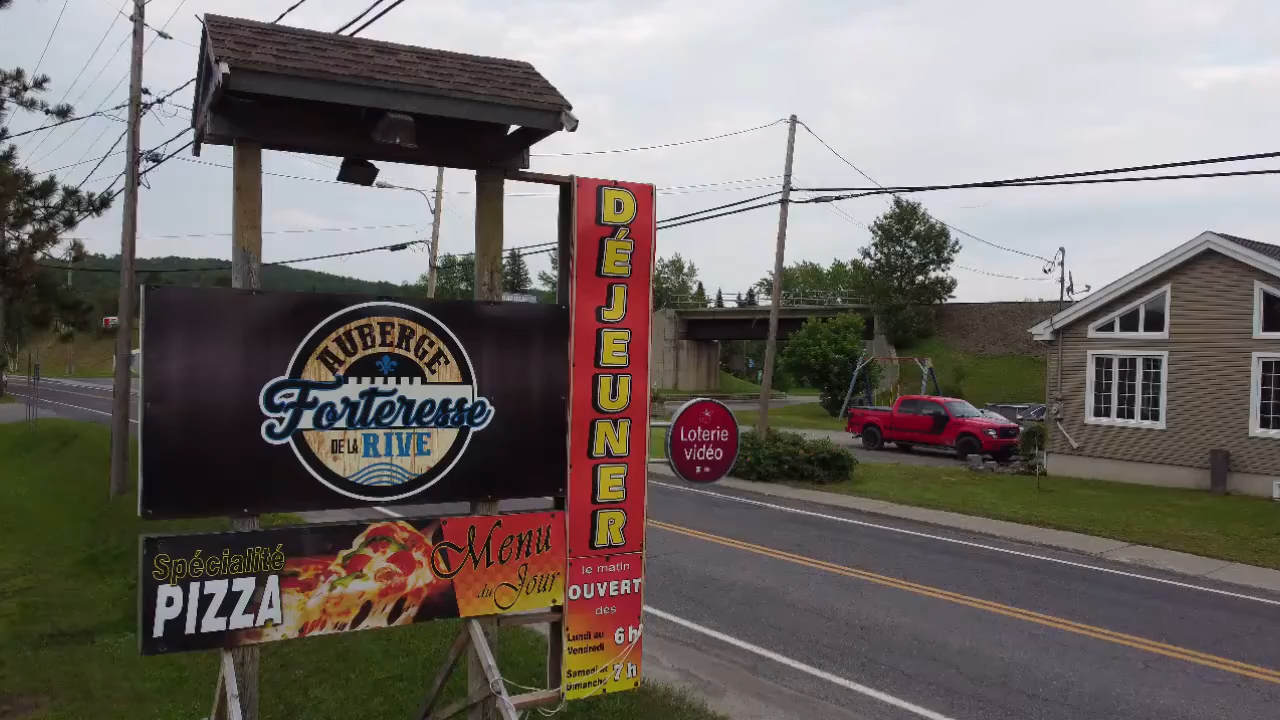 AUBERGE
Forteresse
DE LA RIVE
Spécialité
PIZZA
Menu
du Jour
DÉJEUNER
le matin
OUVERT
dès
Lundi au
Vendredi
6h
Samedi et
Dimanche
7h
Loterie
vidéo